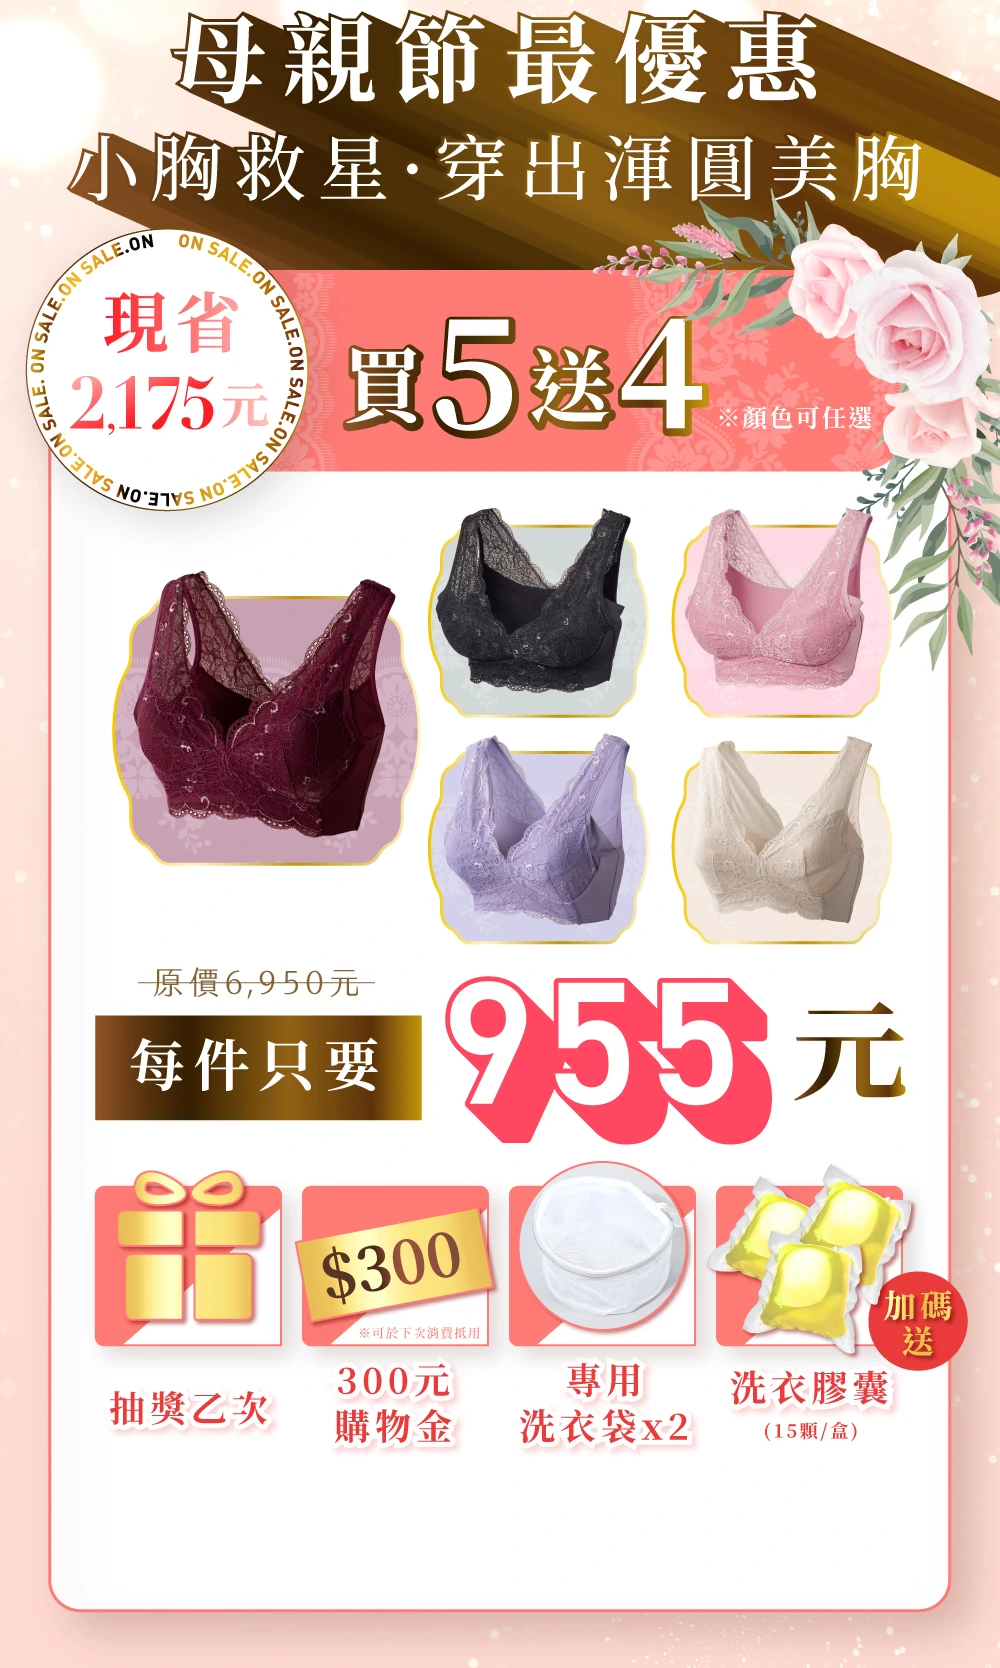 母親節最優惠
小胸救星·穿出渾圓美胸
ON SALE.ON SALE.ON SALE.ON SALE.ON SALE.ON SALE.ON SALE. ON SALE.ON SALE.ON
現省
2,175元
買5送4
※顏色可任選
原價6,950元
每件只要
955元
$300
※可於下次消費抵用
加碼
送
抽獎乙次
300元
購物金
專用
洗衣袋x2
洗衣膠囊
(15顆/盒)